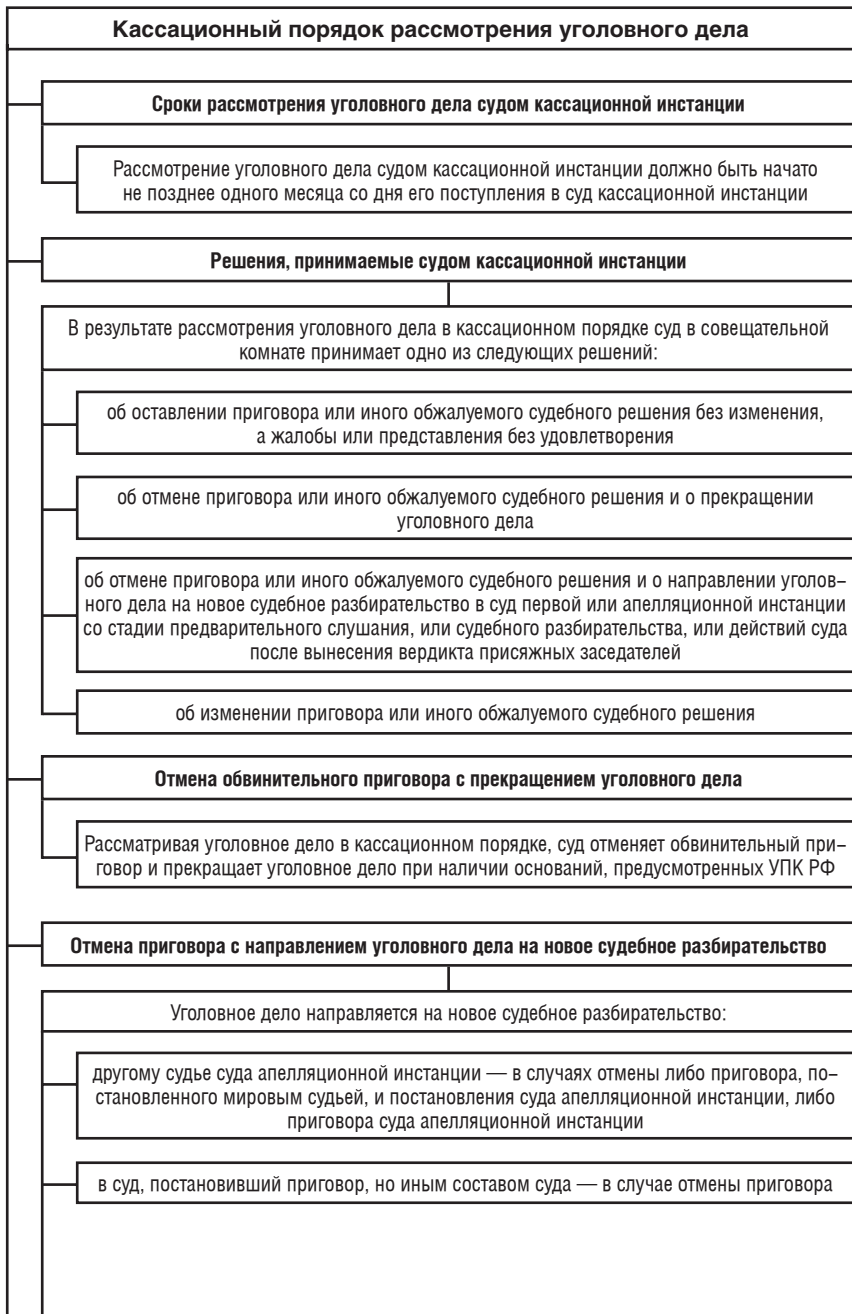 Кассационный порядок рассмотрения уголовного дела
Сроки рассмотрения уголовного дела судом кассационной инстанции
Рассмотрение уголовного дела судом кассационной инстанции должно быть начато
не позднее одного месяца со дня его поступления в суд кассационной инстанции
Решения, принимаемые судом кассационной инстанции
В результате рассмотрения уголовного дела в кассационном порядке суд в совещательной
комнате принимает одно из следующих решений:
об оставлении приговора или иного обжалуемого судебного решения без изменения,
а жалобы или представления без удовлетворения
об отмене приговора или иного обжалуемого судебного решения и о прекращении
уголовного дела
об отмене приговора или иного обжалуемого судебного решения и о направлении уголов–
ного дела на новое судебное разбирательство в суд первой или апелляционной инстанции
со стадии предварительного слушания, или судебного разбирательства, или действий суда
после вынесения вердикта присяжных заседателей
об изменении приговора или иного обжалуемого судебного решения
Отмена обвинительного приговора с прекращением уголовного дела
Рассматривая уголовное дело в кассационном порядке, суд отменяет обвинительный при–
говор и прекращает уголовное дело при наличии оснований, предусмотренных УПК РФ
Отмена приговора с направлением уголовного дела на новое судебное разбирательство
Уголовное дело направляется на новое судебное разбирательство:
другому судье суда апелляционной инстанции — в случаях отмены либо приговора, по–
становленного мировым судьей, и постановления суда апелляционной инстанции, либо
приговора суда апелляционной инстанции
в суд, постановивший приговор, но иным составом суда — в случае отмены приговора